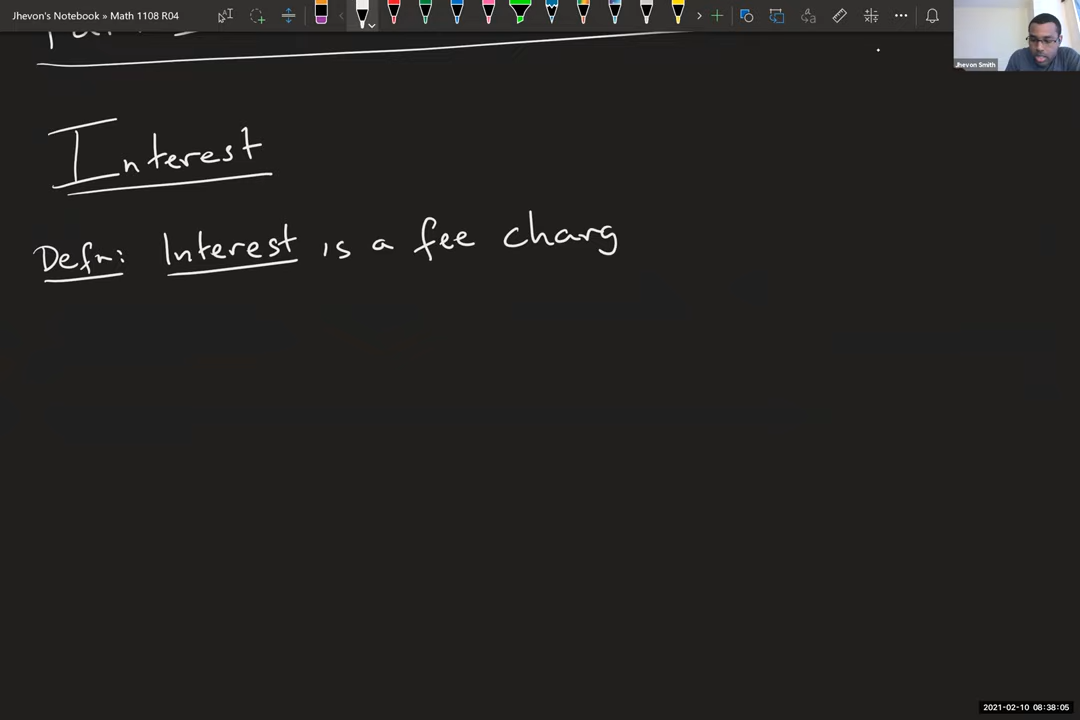 Jhevon's Notebook » Math 1108 R04
Jhevon Smith
Interest
Defn: Interest is a fee charg
2021-02-10 08:38:05